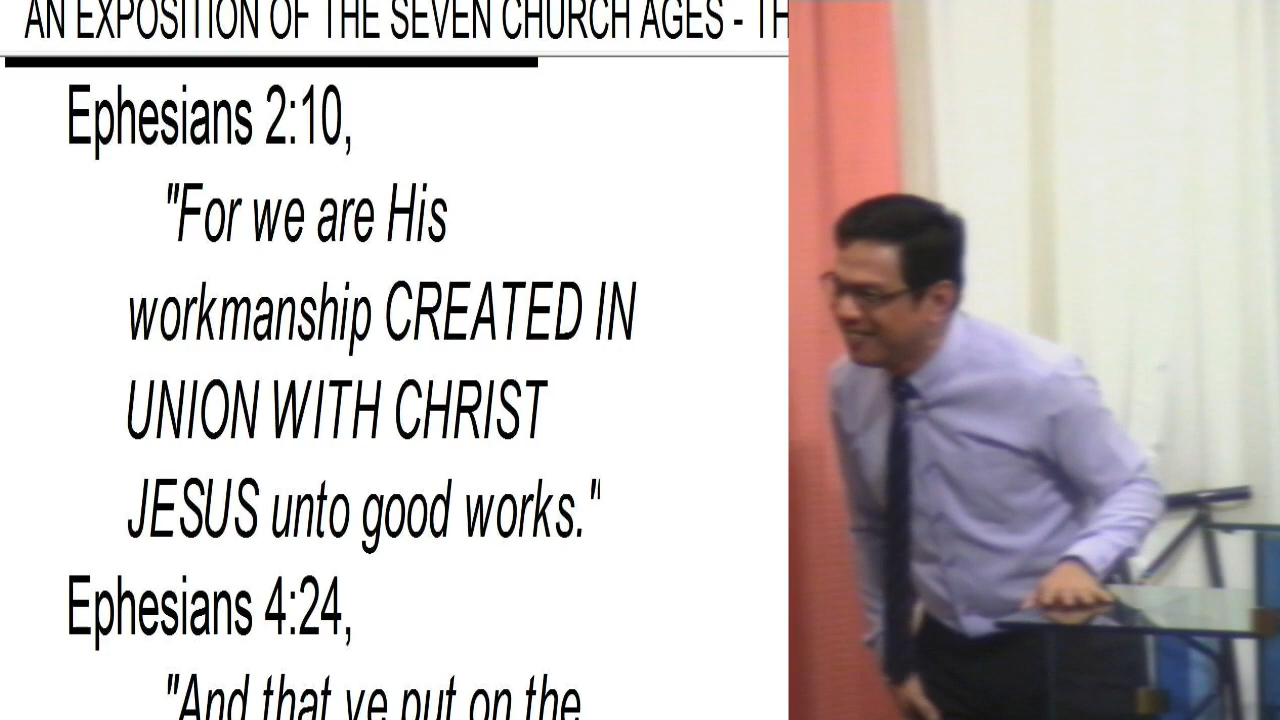 AN EXPOSITION OF THE SEVEN CHURCH AGES - TH
Ephesians 2:10,
"For we are His
workmanship CREATED IN
UNION WITH CHRIST
JESUS unto good works."
Ephesians 4:24,
"And that ye put on the